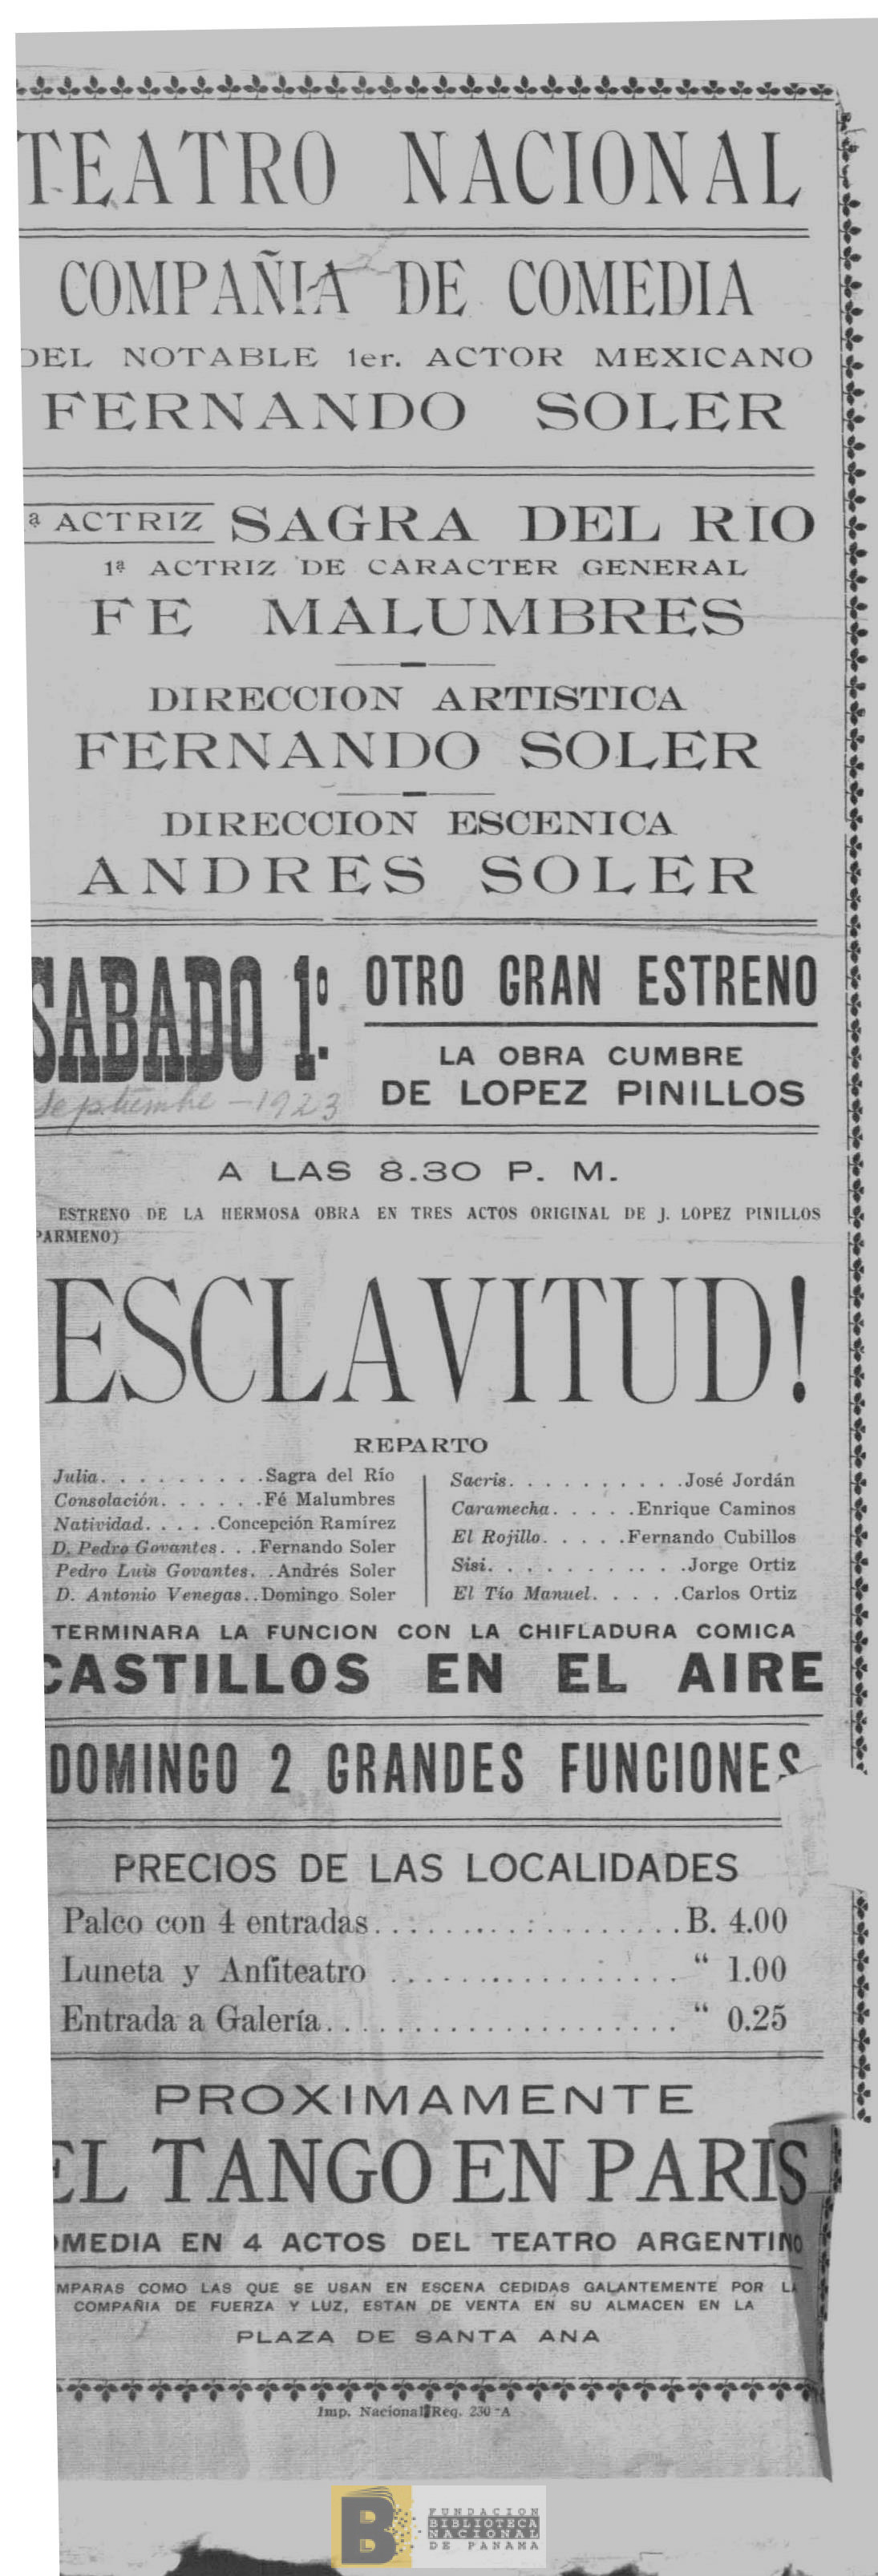 TEATRO NACIONAL
COMPAÑIA DE COMEDIA
DEL NOTABLE 1er. ACTOR MEXICANO
FERNANDO SOLER
ª ACTRIZ SAGRA DEL RIO
1ª ACTRIZ DE CARACTER GENERAL
FE MALUMBRES
DIRECCION ARTISTICA
FERNANDO SOLER
DIRECCION ESCENICA
ANDRES SOLER
SABADO 1º. OTRO GRAN ESTRENO
LA OBRA CUMBRE
DE LOPEZ PINILLOS
Septiembre - 1923
A LAS 8.30 P. M.
ESTRENO DE LA HERMOSA OBRA EN TRES ACTOS ORIGINAL DE J. LOPEZ PINILLOS
PARMENO)
ESCLAVITUD!
REPARTO
Julia. . . . . . . . . .Sagra del Río
Consolación. . . . . .Fé Malumbres
Natividad. . . . .Concepción Ramírez
D. Pedro Govantes. . .Fernando Soler
Pedro Luis Govantes. .Andrés Soler
D. Antonio Venegas..Domingo Soler
Sacris. . . . . . . . . .José Jordán
Caramecha. . . . .Enrique Caminos
El Rojillo. . . . .Fernando Cubillos
Sisi. . . . . . . . . . .Jorge Ortiz
El Tío Manuel. . . . .Carlos Ortiz
TERMINARA LA FUNCION CON LA CHIFLADURA COMICA
CASTILLOS EN EL AIRE
DOMINGO 2 GRANDES FUNCIONES
PRECIOS DE LAS LOCALIDADES
Palco con 4 entradas....................B. 4.00
Luneta y Anfiteatro .................. “ 1.00
Entrada a Galería...................... “ 0.25
PROXIMAMENTE
EL TANGO EN PARIS
OMEDIA EN 4 ACTOS DEL TEATRO ARGENTINO
MPARAS COMO LAS QUE SE USAN EN ESCENA CEDIDAS GALANTEMENTE POR LA
COMPAÑIA DE FUERZA Y LUZ, ESTAN DE VENTA EN SU ALMACEN EN LA
PLAZA DE SANTA ANA
Imp. Nacional Req. 230-A
B
FUNDACION
BIBLIOTECA
NACIONAL
DE PANAMA